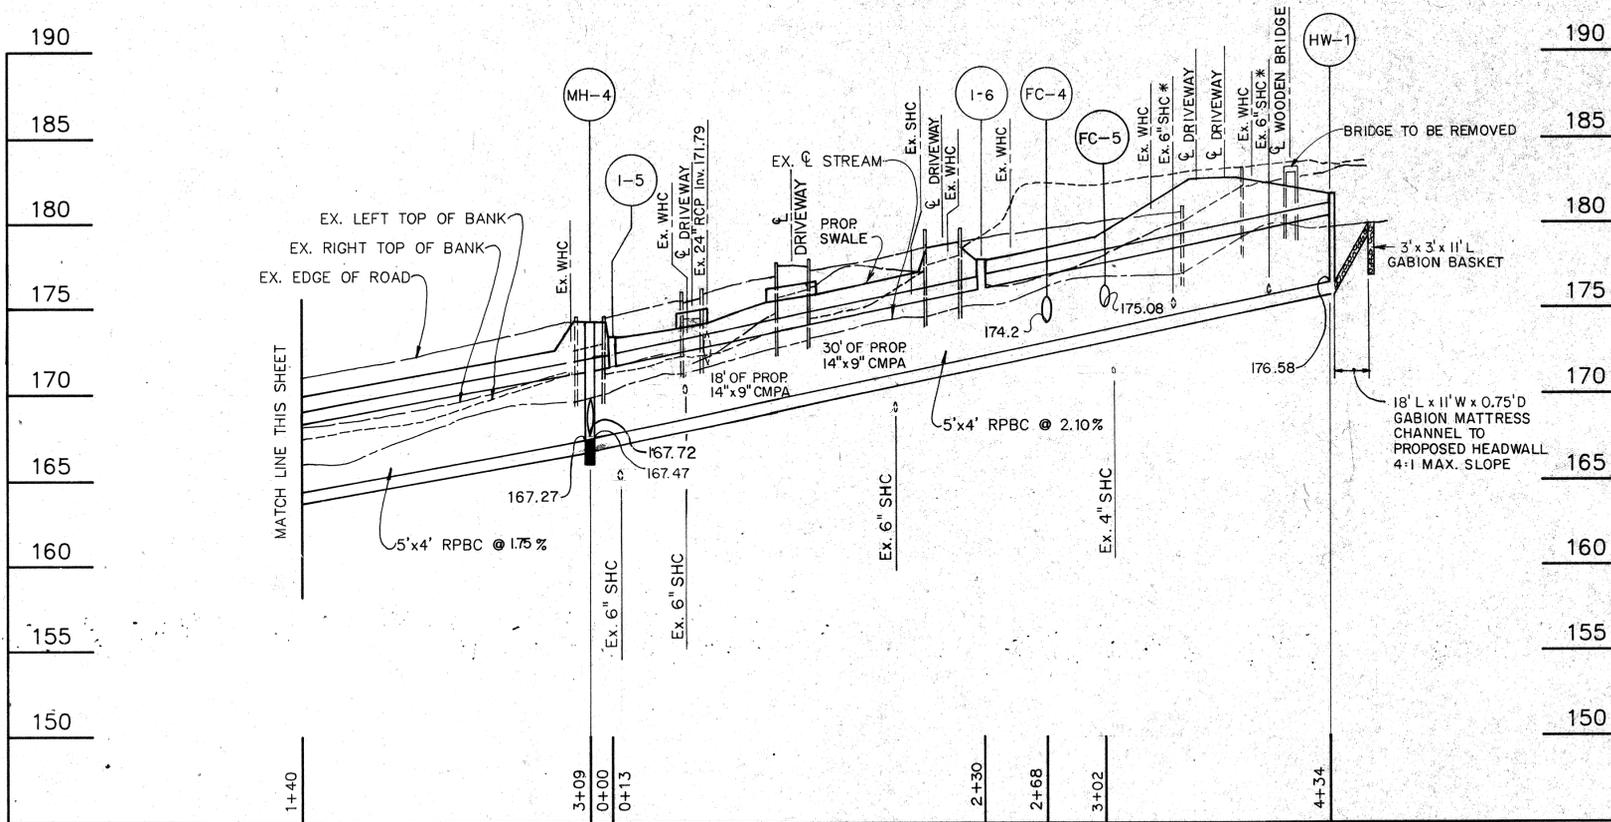 190
185
180
175
170
165
160
155
150
190
185
180
175
170
165
160
155
150
MH-4
I-5
I-6
FC-4
FC-5
HW-1
EX. LEFT TOP OF BANK
EX. RIGHT TOP OF BANK
EX. EDGE OF ROAD
MATCH LINE THIS SHEET
Ex. WHC
Ex. WHC
℄ DRIVEWAY
Ex. 24" RCP Inv. 171.79
℄
DRIVEWAY
EX. ℄ STREAM
PROP.
SWALE
Ex. SHC
℄ DRIVEWAY
Ex. WHC
Ex. WHC
Ex. WHC
Ex. 6" SHC *
℄ DRIVEWAY
℄ DRIVEWAY
Ex. WHC
Ex. 6" SHC *
℄ WOODEN BRIDGE
BRIDGE TO BE REMOVED
3'x 3'x 11' L
GABION BASKET
18' OF PROP.
14"x 9" CMPA
30' OF PROP.
14"x 9" CMPA
174.2
175.08
176.58
5'x4' RPBC @ 2.10%
18' L x 11' W x 0.75' D
GABION MATTRESS
CHANNEL TO
PROPOSED HEADWALL
4:1 MAX. SLOPE
167.72
167.47
167.27
5'x4' RPBC @ 1.75 %
Ex. 6" SHC
Ex. 6" SHC
Ex. 6" SHC
Ex. 4" SHC
1+40
3+09
0+00
0+13
2+30
2+68
3+02
4+34